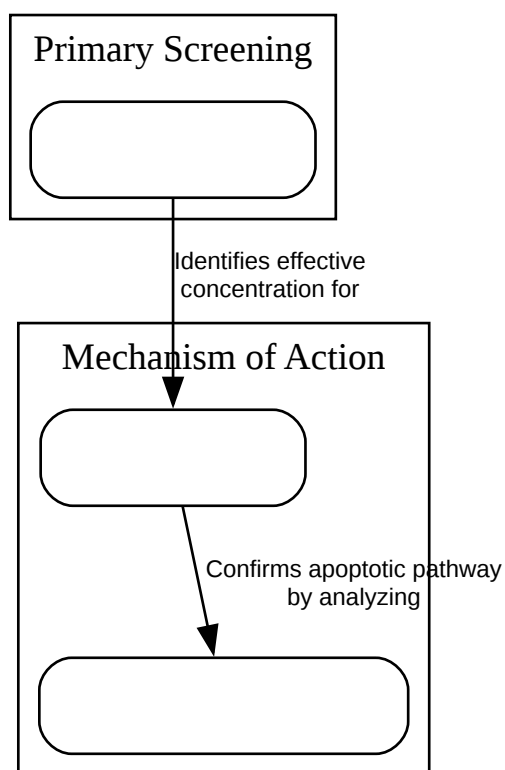 Primary Screening
Identifies effective
concentration for
Mechanism of Action
Confirms apoptotic pathway
by analyzing